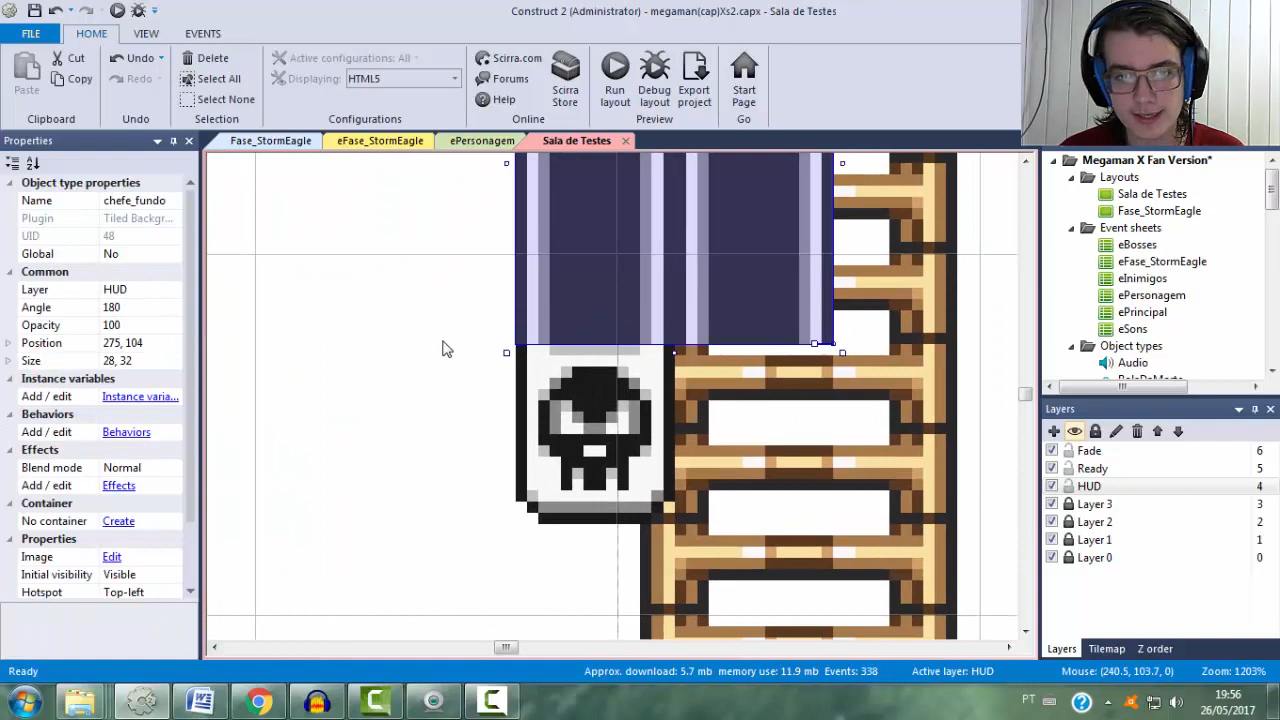 Construct 2 (Administrator) - megaman(cap)Xs2.capx - Sala de Testes
FILE HOME VIEW EVENTS
Paste Cut Copy Clipboard
Undo Redo Undo
Delete Select All Select None Selection
Active configurations: All
Displaying: HTML5
Configurations
Scirra.com Forums Help Scirra Store Online
Run layout Debug layout Export project Preview
Start Page Go
Properties
Fase_StormEagle eFase_StormEagle ePersonagem Sala de Testes
Object type properties
Name chefe_fundo
Plugin Tiled Backgr...
UID 48
Global No
Common
Layer HUD
Angle 180
Opacity 100
Position 275, 104
Size 28, 32
Instance variables
Add / edit Instance varia...
Behaviors
Add / edit Behaviors
Effects
Blend mode Normal
Add / edit Effects
Container
No container Create
Properties
Image Edit
Initial visibility Visible
Hotspot Top-left
Megaman X Fan Version*
Layouts
Sala de Testes
Fase_StormEagle
Event sheets
eBosses
eFase_StormEagle
eInimigos
ePersonagem
ePrincipal
eSons
Object types
Audio
Layers
Fade 6
Ready 5
HUD 4
Layer 3 3
Layer 2 2
Layer 1 1
Layer 0 0
Layers Tilemap Z order
Ready Approx. download: 5.7 mb memory use: 11.9 mb Events: 338 Active layer: HUD Mouse: (240.5, 103.7, 0) Zoom: 1203%
PT 19:56
26/05/2017